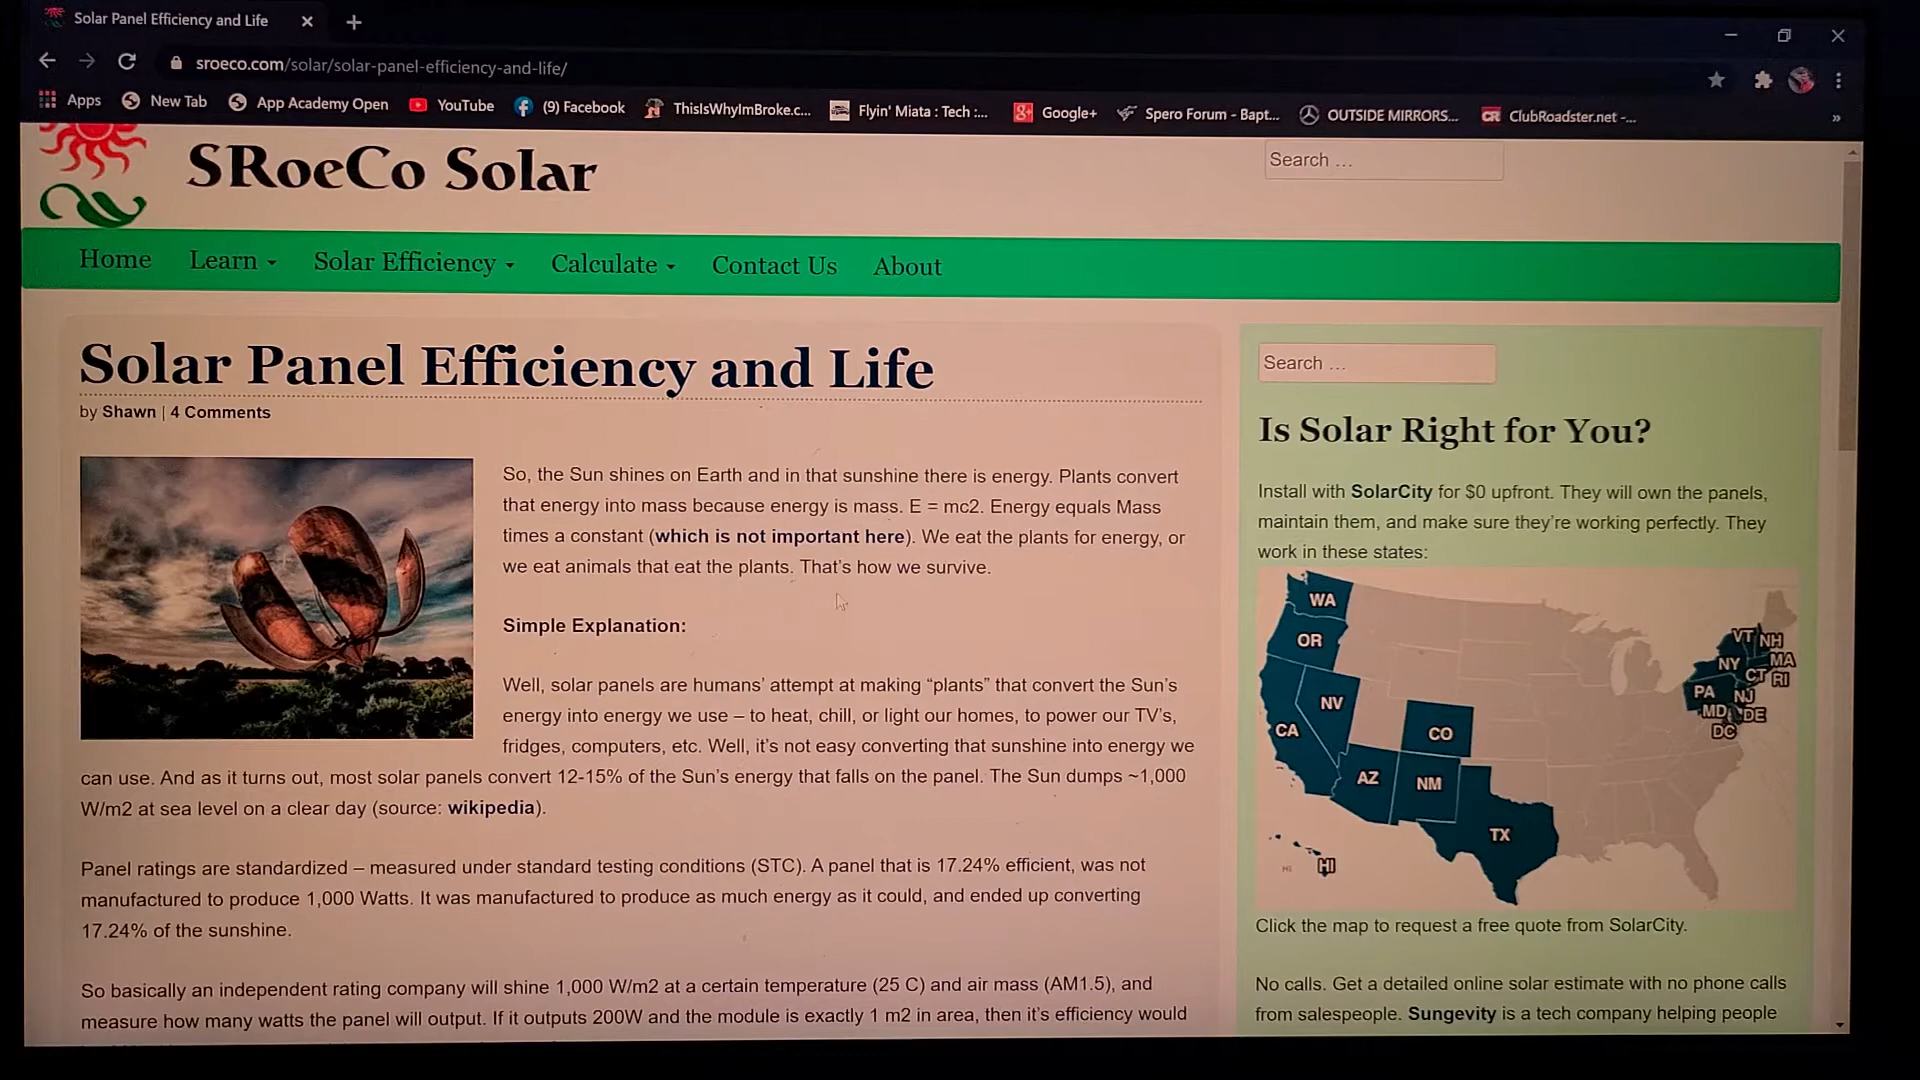 Solar Panel Efficiency and Life
sroeco.com/solar/solar-panel-efficiency-and-life/
Apps
New Tab
App Academy Open
YouTube
(9) Facebook
ThisIsWhyImBroke.c...
Flyin' Miata : Tech :...
Google+
Spero Forum - Bapt...
OUTSIDE MIRRORS...
CR ClubRoadster.net -...
SRoeCo Solar
Search ...
Home Learn Solar Efficiency Calculate Contact Us About
Solar Panel Efficiency and Life
by Shawn | 4 Comments
So, the Sun shines on Earth and in that sunshine there is energy. Plants convert
that energy into mass because energy is mass. E = mc2. Energy equals Mass
times a constant (which is not important here). We eat the plants for energy, or
we eat animals that eat the plants. That's how we survive.
Simple Explanation:
Well, solar panels are humans' attempt at making “plants” that convert the Sun's
energy into energy we use – to heat, chill, or light our homes, to power our TV's,
fridges, computers, etc. Well, it's not easy converting that sunshine into energy we
can use. And as it turns out, most solar panels convert 12-15% of the Sun's energy that falls on the panel. The Sun dumps ~1,000
W/m2 at sea level on a clear day (source: wikipedia).
Panel ratings are standardized – measured under standard testing conditions (STC). A panel that is 17.24% efficient, was not
manufactured to produce 1,000 Watts. It was manufactured to produce as much energy as it could, and ended up converting
17.24% of the sunshine.
So basically an independent rating company will shine 1,000 W/m2 at a certain temperature (25 C) and air mass (AM1.5), and
measure how many watts the panel will output. If it outputs 200W and the module is exactly 1 m2 in area, then it's efficiency would
Search ...
Is Solar Right for You?
Install with SolarCity for $0 upfront. They will own the panels,
maintain them, and make sure they're working perfectly. They
work in these states:
WA
OR
NV
CA
CO
AZ
NM
TX
HI
VT
NH
NY
MA
CT
RI
PA
NJ
MD
DE
DC
Click the map to request a free quote from SolarCity.
No calls. Get a detailed online solar estimate with no phone calls
from salespeople. Sungevity is a tech company helping people